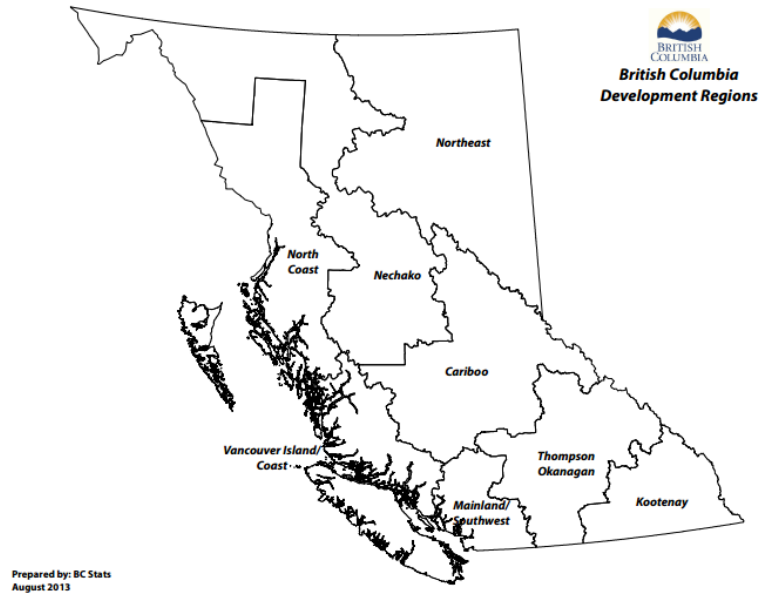 BRITISH
COLUMBIA
British Columbia
Development Regions
Northeast
North
Coast
Nechako
Cariboo
Vancouver Island/
Coast
Thompson
Okanagan
Mainland/
Southwest
Kootenay
Prepared by: BC Stats
August 2013